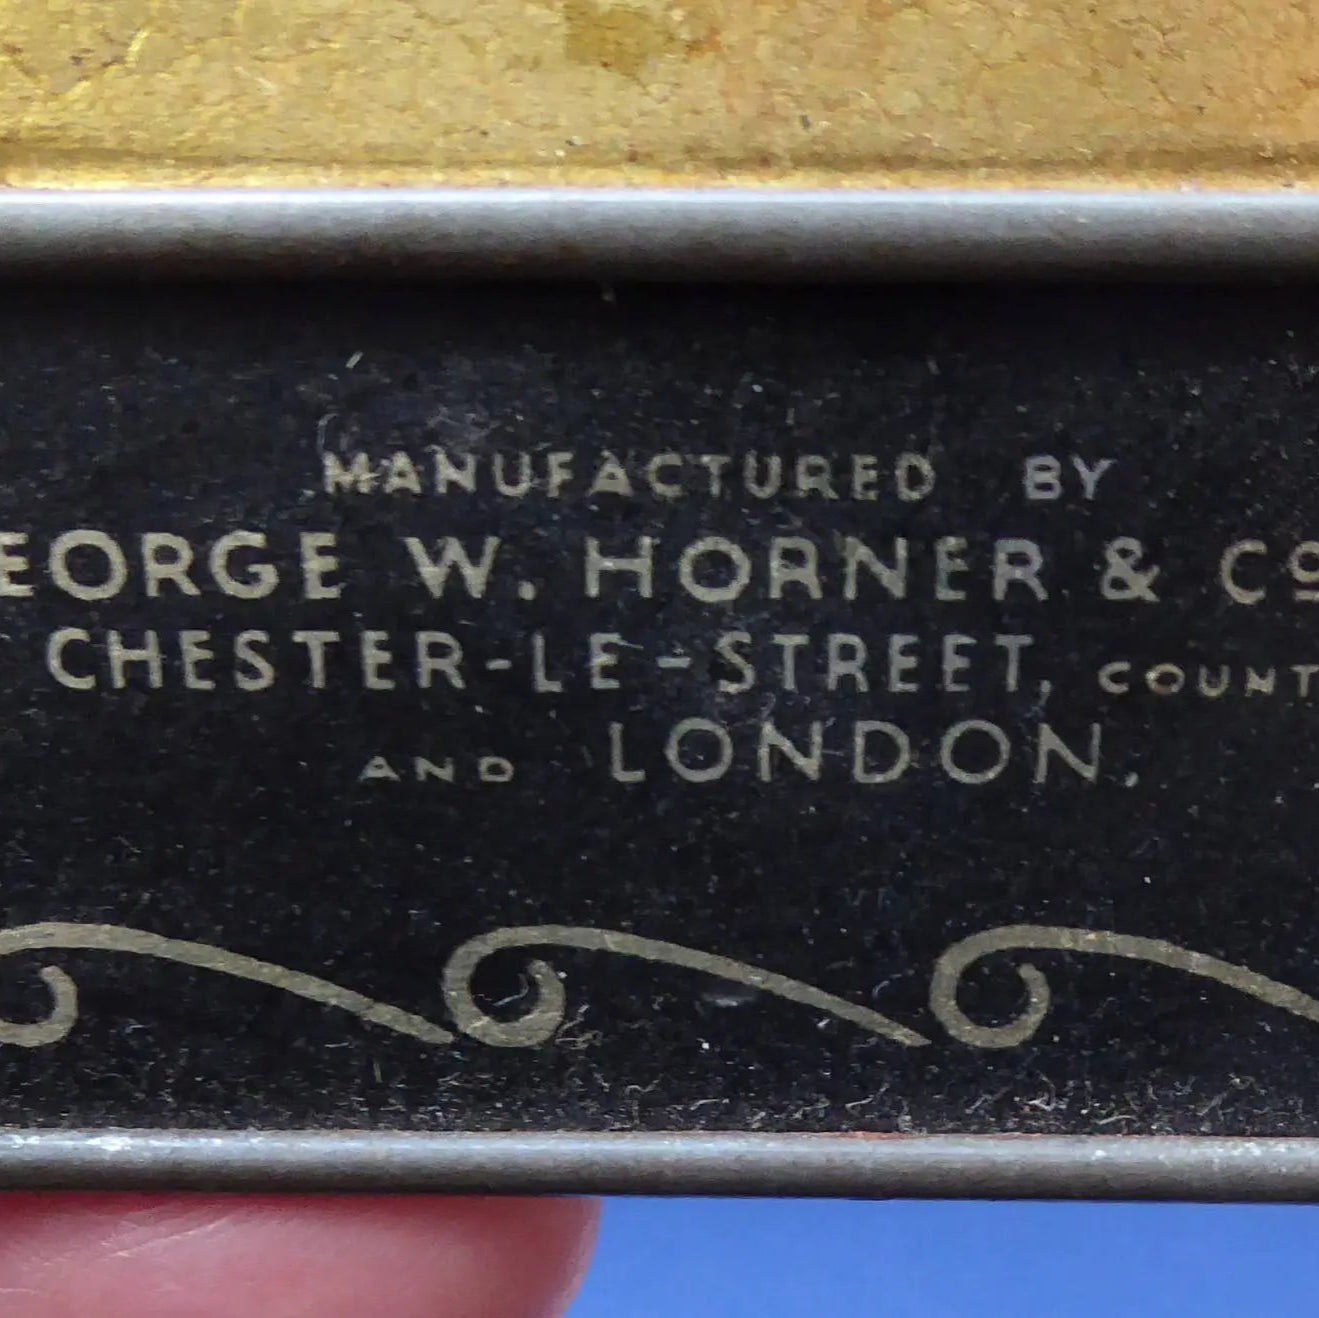 MANUFACTURED BY
EORGE W. HORNER & Co
CHESTER-LE-STREET, COUNT
AND LONDON.